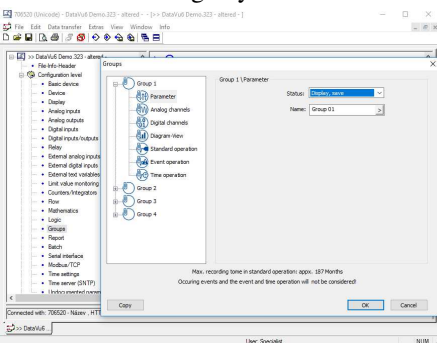 706520 (Unicode) - DataVu6 Demo.323 - altered - - [>> DataVu6 Demo.323 - altered - ]
File Edit Data transfer Extras View Window Help
>> DataVu6 Demo.323 - altered -
File-Info-Header
Configuration level
Basic device
Device
Display
Analog inputs
Analog outputs
Digital inputs
Digital inputs/outputs
Relay
External analog inputs
External digital inputs
External text variables
Limit value monitoring
Counters/Integrators
Flow
Mathematics
Logic
Groups
Report
Batch
Serial interface
Modbus/TCP
Time settings
Time server (SNTP)
Undocumented param
Connected with: 706520 - Název , HTT
>> DataVu6 ...
Groups
Group 1
Parameter
Analog channels
Digital channels
Diagram-View
Standard operation
Event operation
Time operation
Group 2
Group 3
Group 4
Group 1 \ Parameter
Status: Display, save
Name: Group 01 >
Max. recording time in standard operation: appx. 187 Months
Occuring events and the event and time operation will not be considered!
Copy OK Cancel
User: Specialist NUM